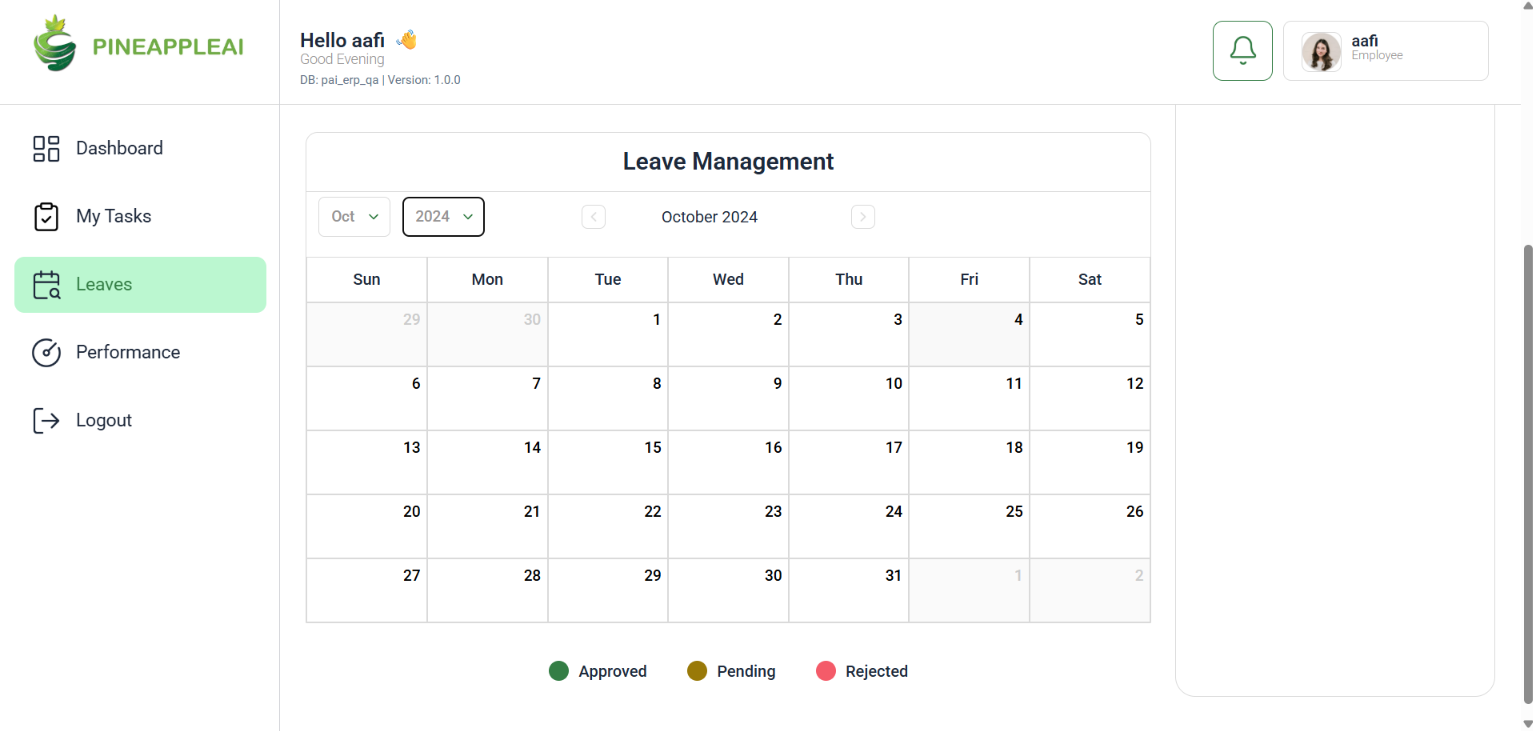 PINEAPPLEAI
Hello aafi
Good Evening
DB: pai_erp_qa | Version: 1.0.0
aafi
Employee
Dashboard
My Tasks
Leaves
Performance
Logout
Leave Management
Oct 2024 October 2024
Sun Mon Tue Wed Thu Fri Sat
29 30 1 2 3 4 5
6 7 8 9 10 11 12
13 14 15 16 17 18 19
20 21 22 23 24 25 26
27 28 29 30 31 1 2
Approved Pending Rejected